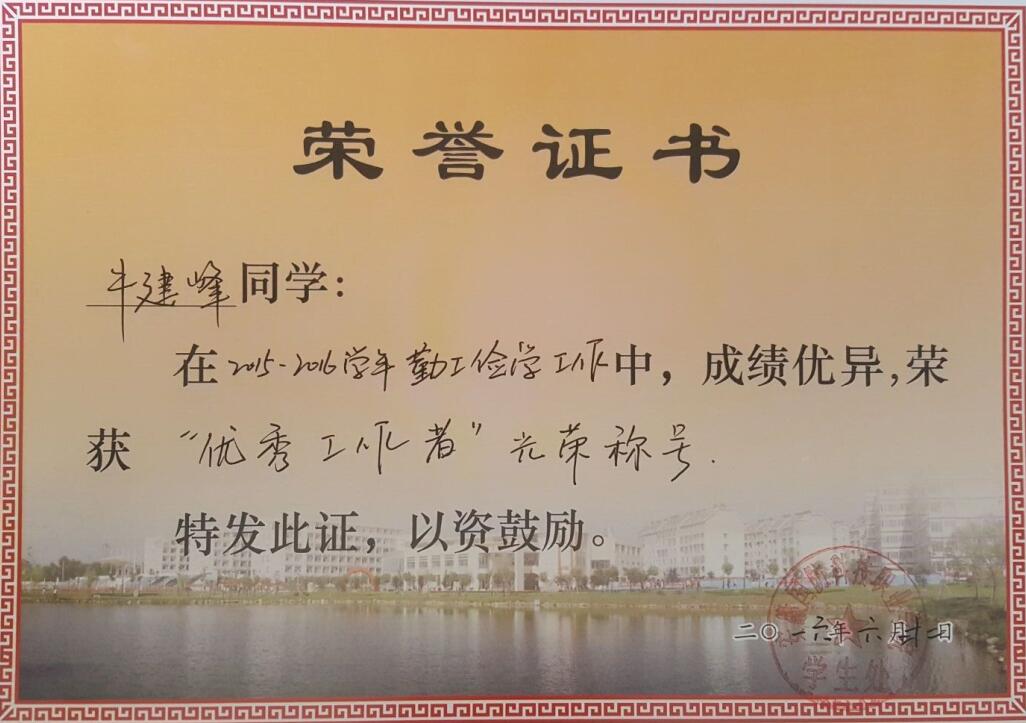 荣誉证书
牛建峰同学:
在2015-2016学年勤工俭学工作中，成绩优异,荣
获“优秀工作者”光荣称号.
特发此证，以资鼓励。
二〇一六年六月 日
学生处